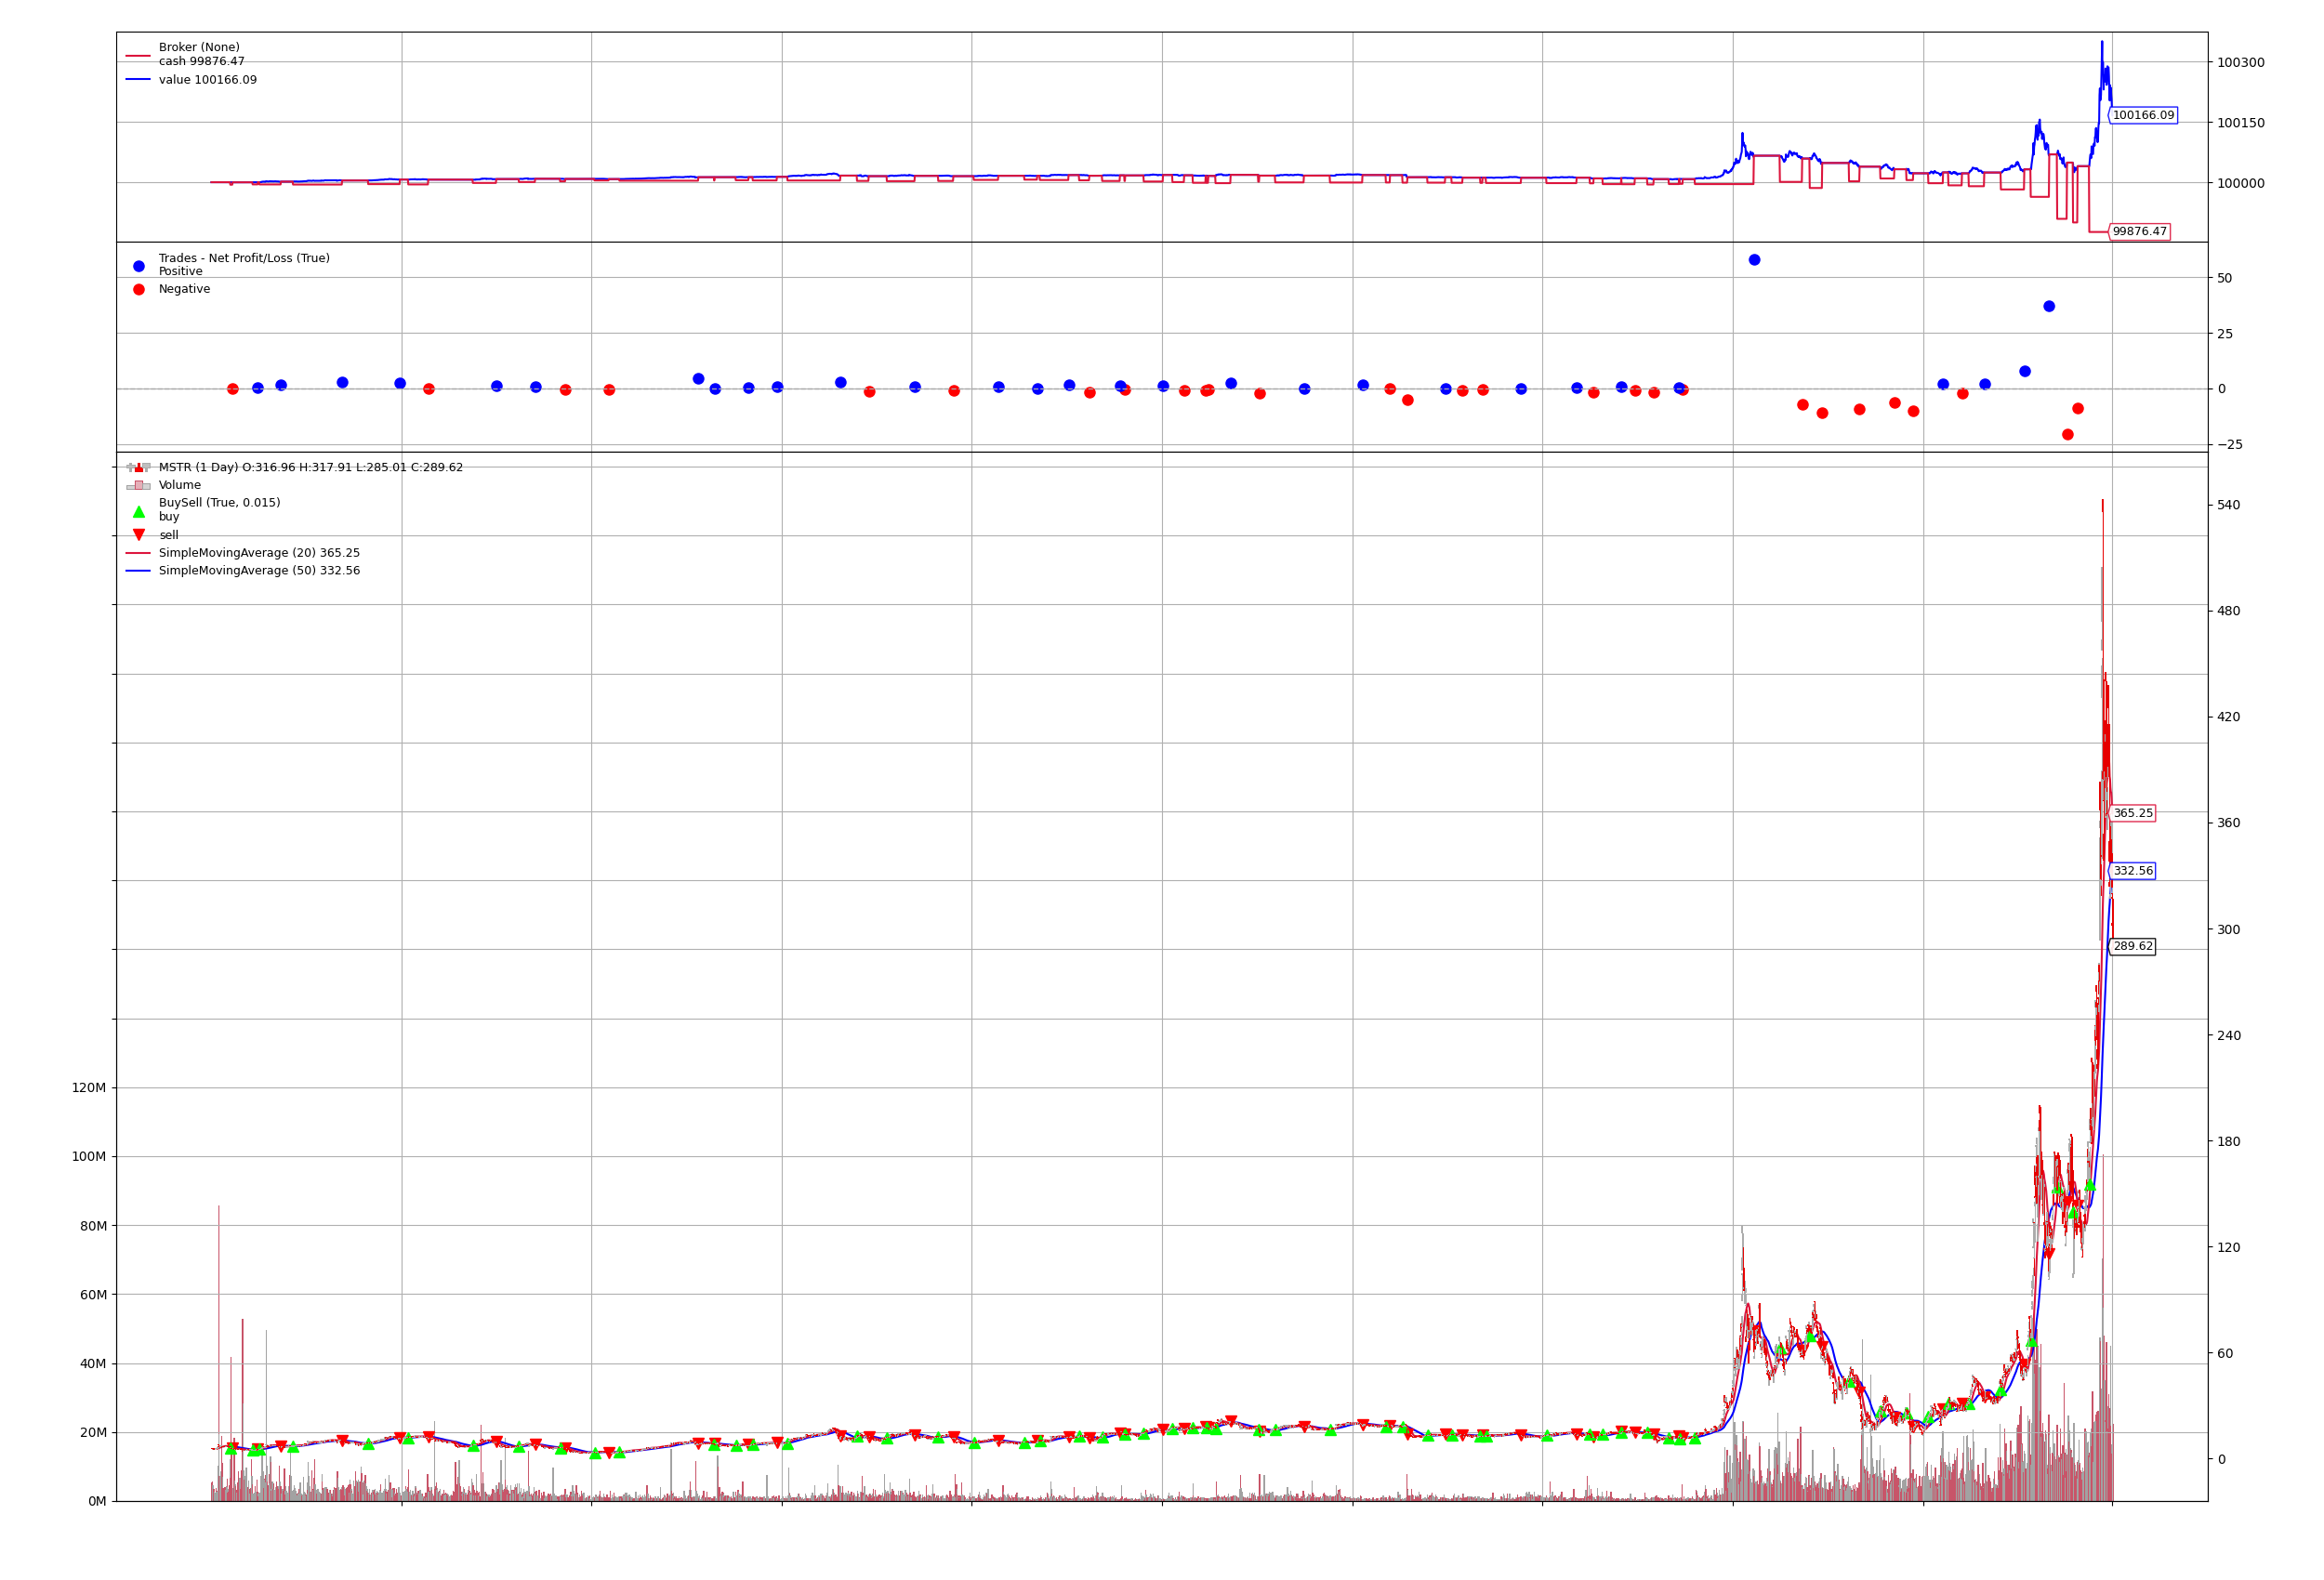 Broker (None)
cash 99876.47
value 100166.09
100300
100150
100000
100166.09
99876.47
Trades - Net Profit/Loss (True)
Positive
Negative
50
25
0
−25
MSTR (1 Day) O:316.96 H:317.91 L:285.01 C:289.62
Volume
BuySell (True, 0.015)
buy
sell
SimpleMovingAverage (20) 365.25
SimpleMovingAverage (50) 332.56
540
480
420
360
300
240
180
120
60
0
365.25
332.56
289.62
120M
100M
80M
60M
40M
20M
0M